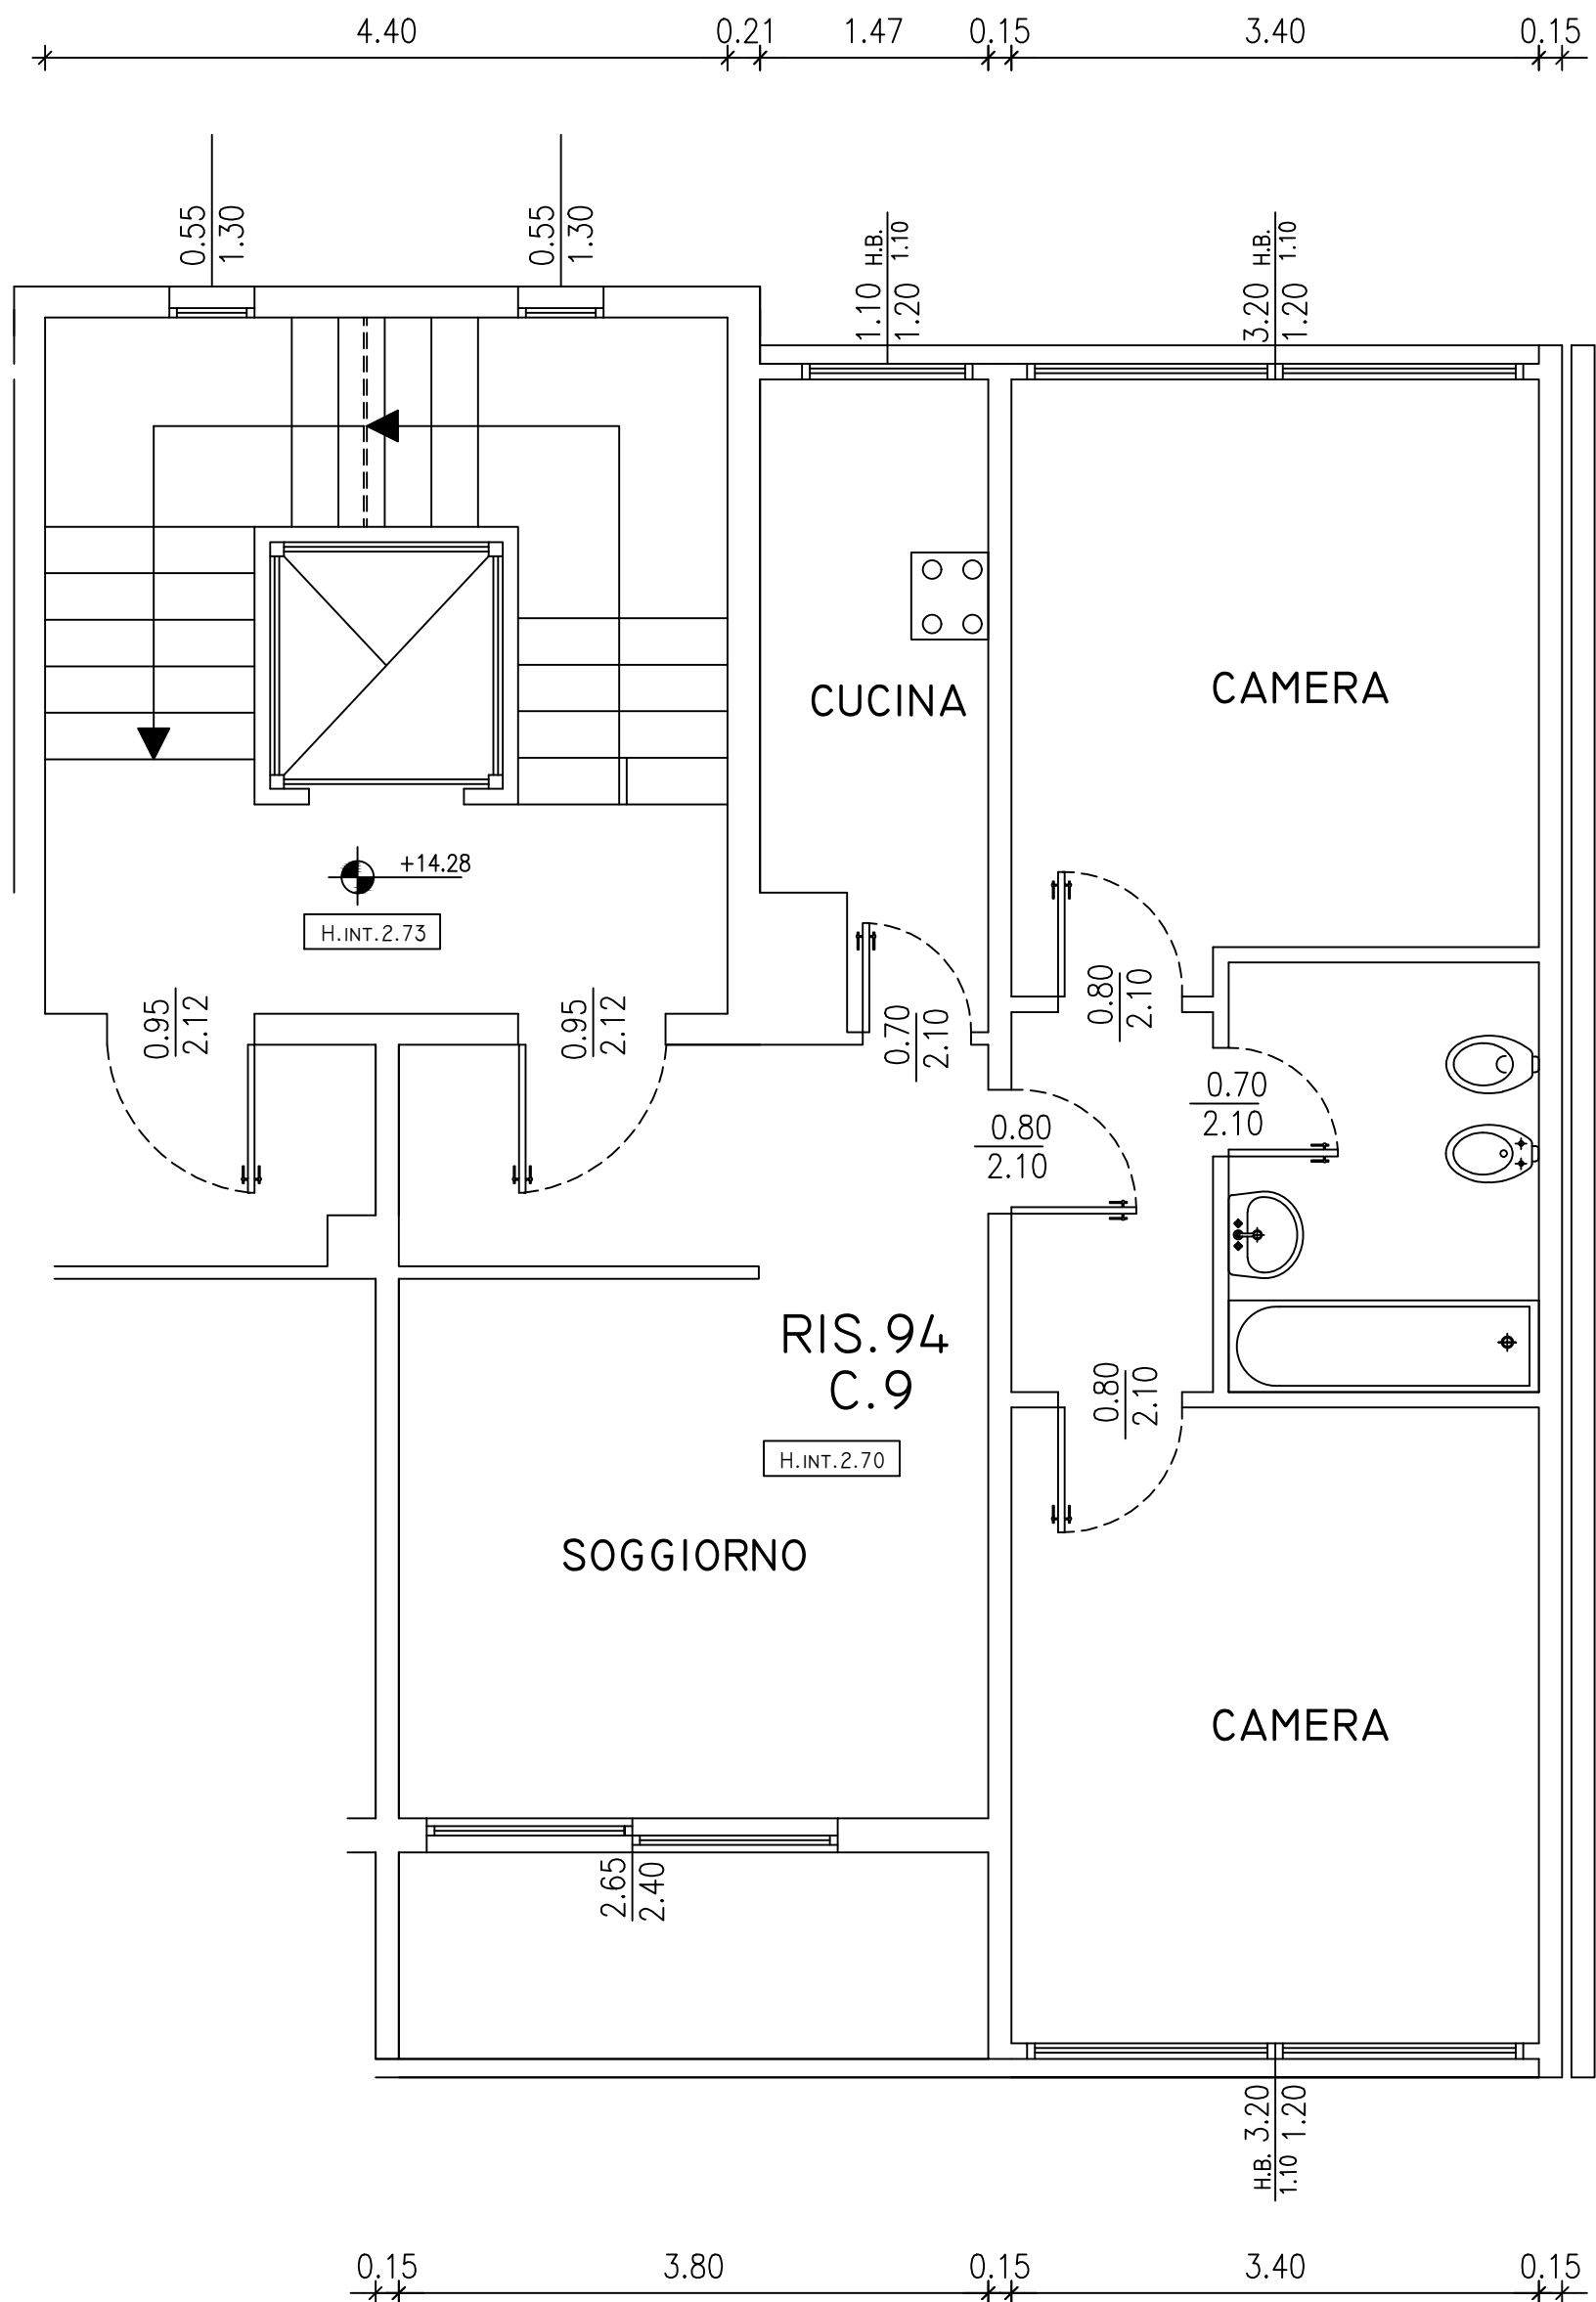 4.40 0.21 1.47 0.15 3.40 0.15
0.55
1.30
0.55
1.30
1.10 H.B.
1.20 1.10
3.20 H.B.
1.20 1.10
CUCINA
CAMERA
+14.28
H.INT.2.73
0.95
2.12
0.95
2.12
0.70
2.10
0.80
2.10
0.80
2.10
0.70
2.10
RIS.94
C.9
H.INT.2.70
0.80
2.10
SOGGIORNO
CAMERA
2.65
2.40
H.B. 3.20
1.10 1.20
0.15 3.80 0.15 3.40 0.15